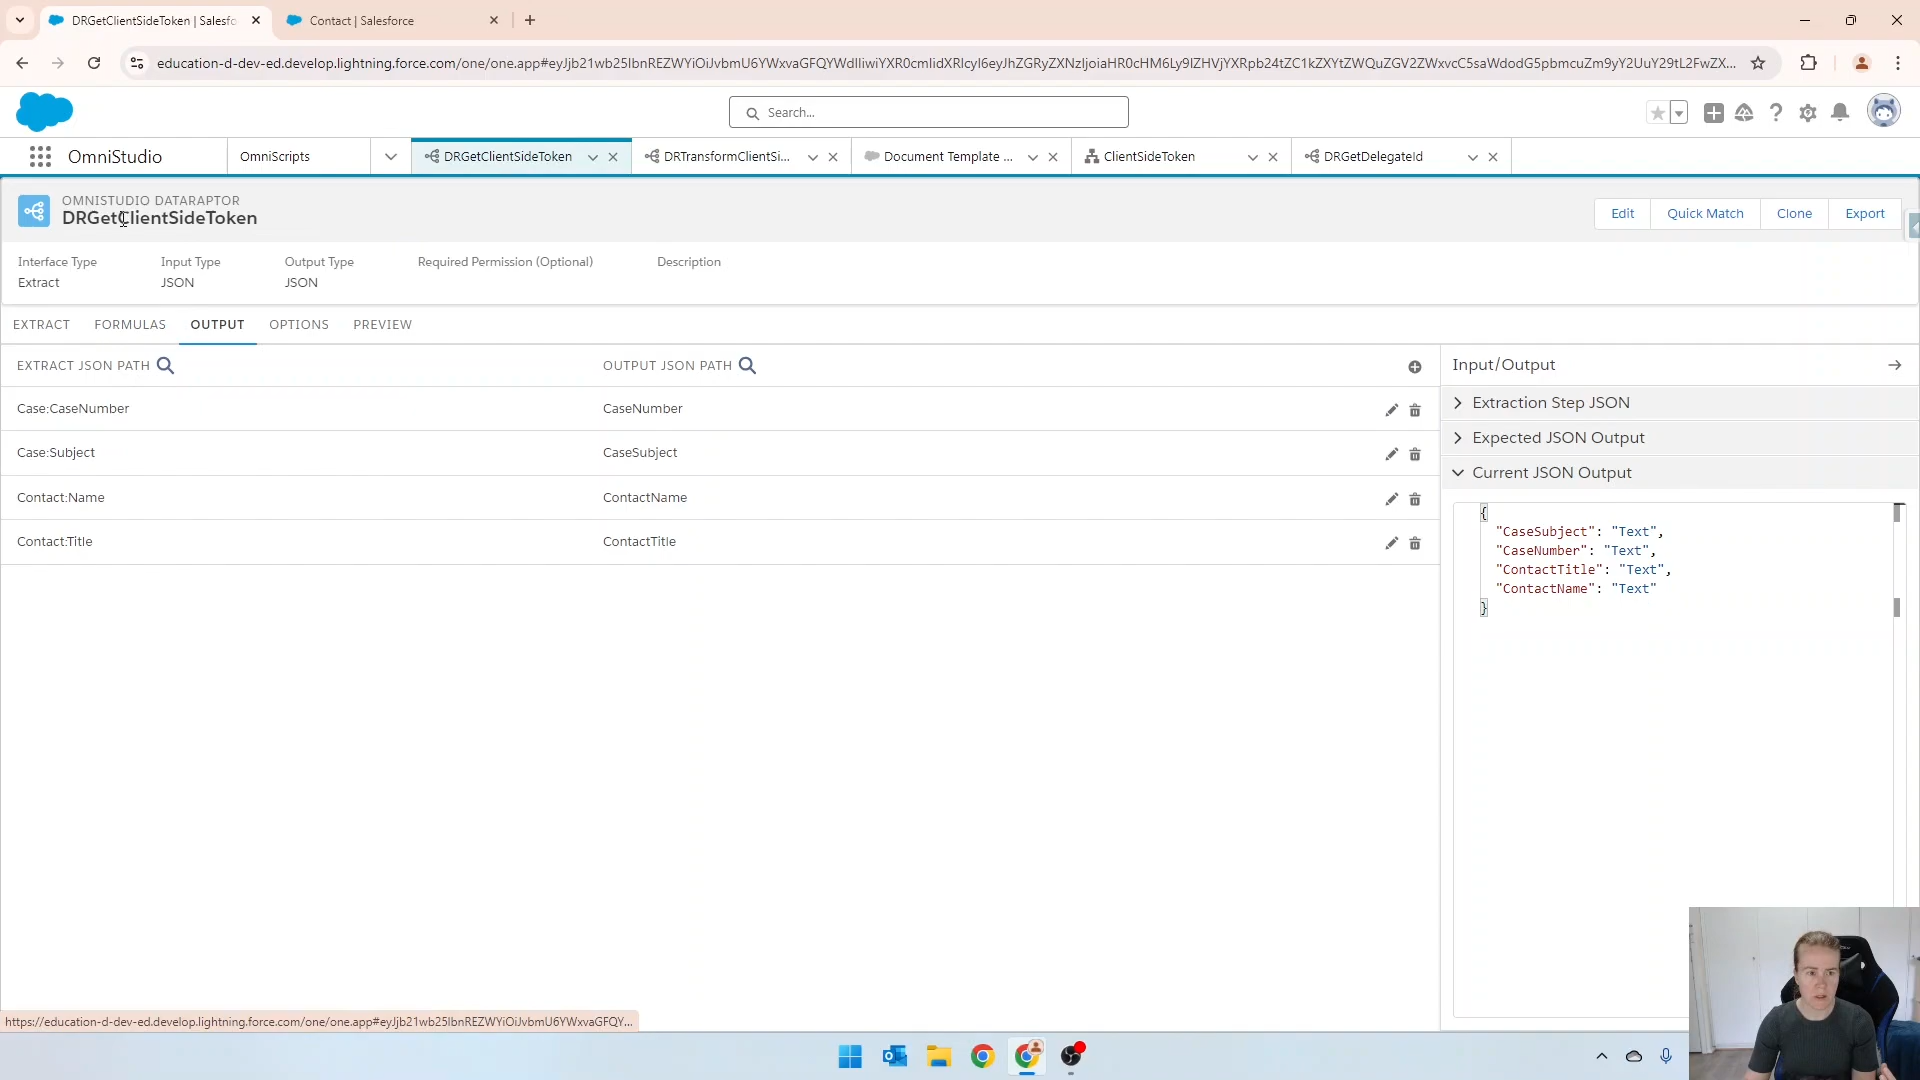 DRGetClientSideToken | Salesfo
Contact | Salesforce
education-d-dev-ed.develop.lightning.force.com/one/one.app#
Search...
OmniStudio
OmniScripts
DRGetClientSideToken
DRTransformClientSi...
Document Template ...
ClientSideToken
DRGetDelegateId
OMNISTUDIO DATARAPTOR
DRGetClientSideToken
Edit
Quick Match
Clone
Export
Interface Type
Input Type
Output Type
Required Permission (Optional)
Description
Extract
JSON
JSON
EXTRACT
FORMULAS
OUTPUT
OPTIONS
PREVIEW
EXTRACT JSON PATH
OUTPUT JSON PATH
Case:CaseNumber
CaseNumber
Case:Subject
CaseSubject
Contact:Name
ContactName
Contact:Title
ContactTitle
Input/Output
Extraction Step JSON
Expected JSON Output
Current JSON Output
{
"CaseSubject": "Text",
"CaseNumber": "Text",
"ContactTitle": "Text",
"ContactName": "Text"
}
https://education-d-dev-ed.develop.lightning.force.com/one/one.app#